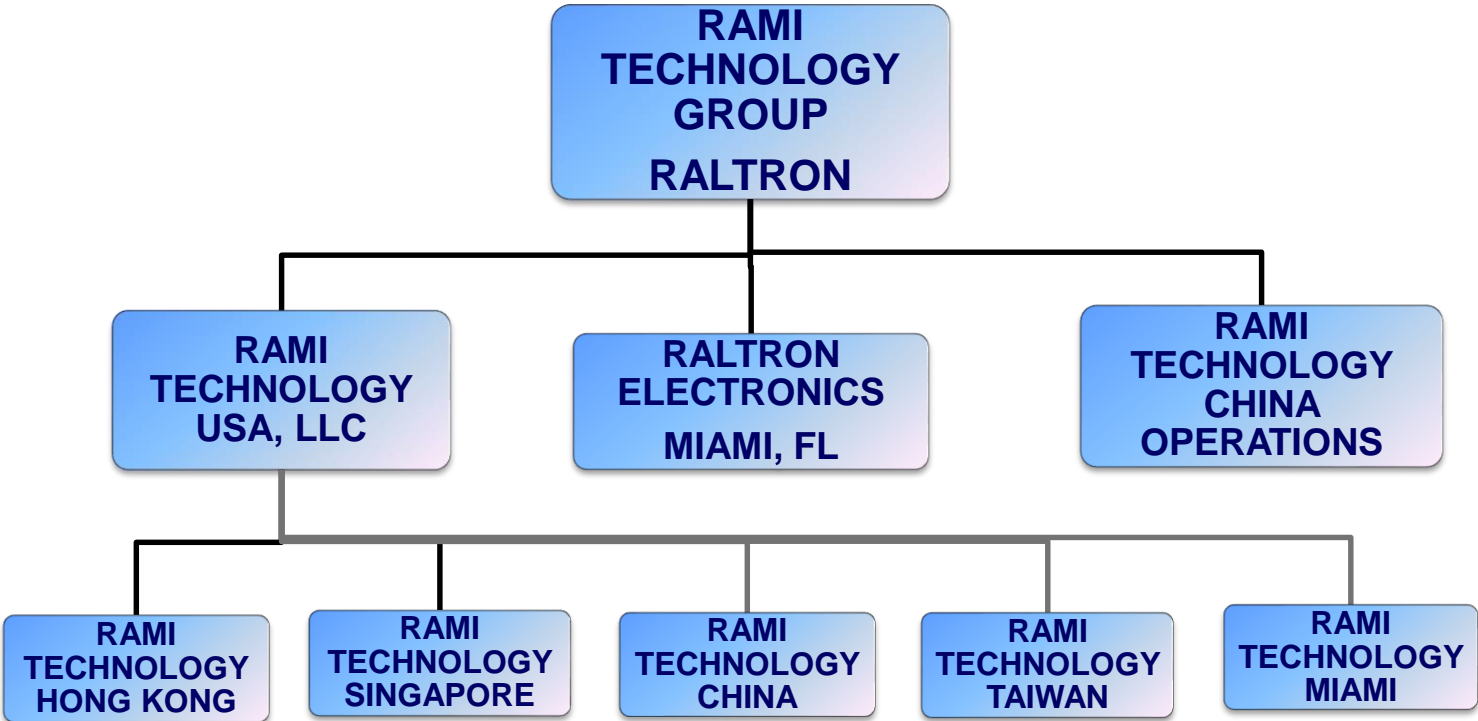 RAMI
TECHNOLOGY
GROUP
RALTRON
RAMI
TECHNOLOGY
USA, LLC
RALTRON
ELECTRONICS
MIAMI, FL
RAMI
TECHNOLOGY
CHINA
OPERATIONS
RAMI
TECHNOLOGY
HONG KONG
RAMI
TECHNOLOGY
SINGAPORE
RAMI
TECHNOLOGY
CHINA
RAMI
TECHNOLOGY
TAIWAN
RAMI
TECHNOLOGY
MIAMI